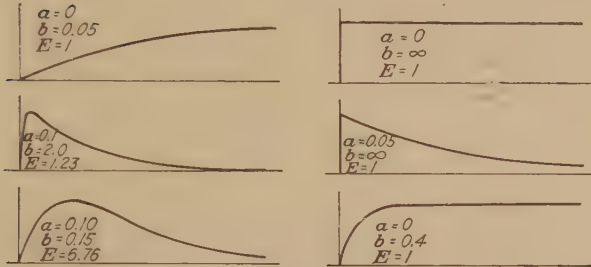 a=0
b=0.05
E=1
a=0
b=∞
E=1
a=0.1
b=2.0
E=1.23
a=0.05
b=∞
E=1
a=0.10
b=0.15
E=5.76
a=0
b=0.4
E=1